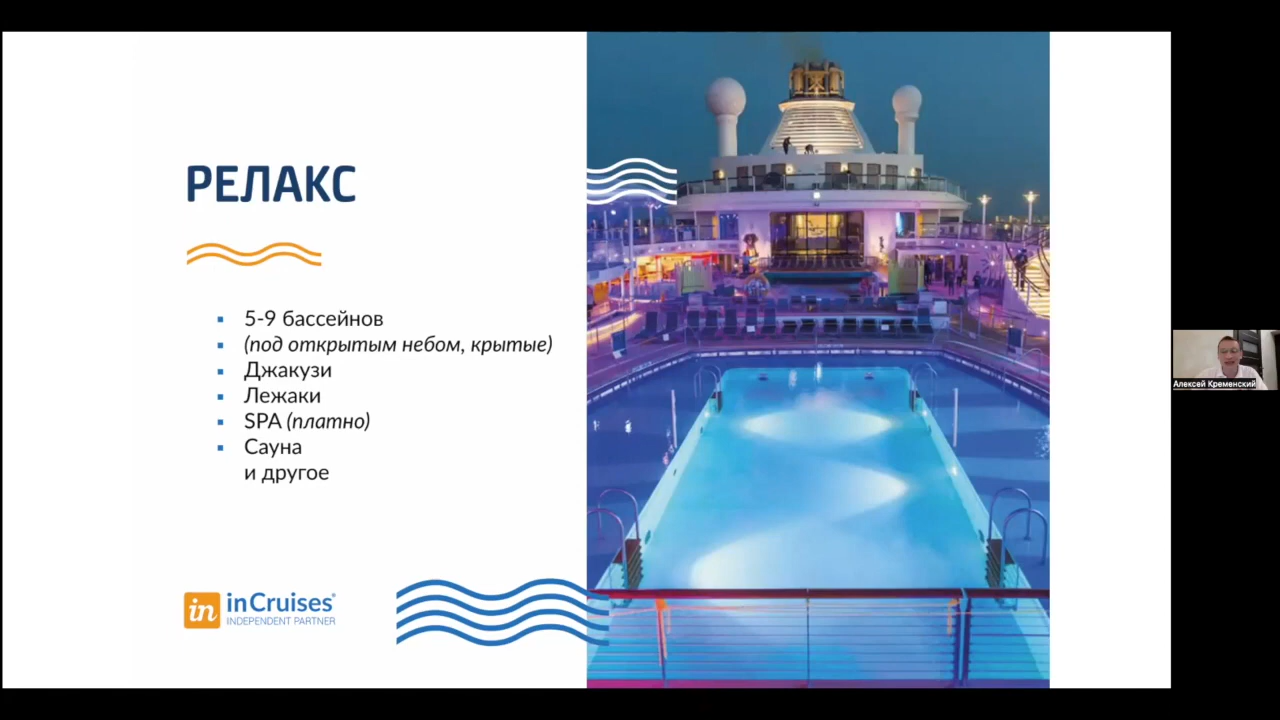 РЕЛАКС
5-9 бассейнов
(под открытым небом, крытые)
Джакузи
Лежаки
SPA (платно)
Сауна
и другое
in inCruises®
INDEPENDENT PARTNER
Алексей Кременский